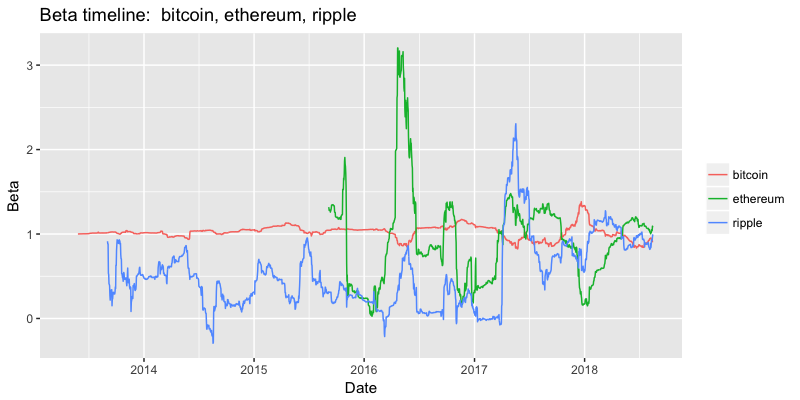 Beta timeline:  bitcoin, ethereum, ripple
Beta
3
2
1
0
2014 2015 2016 2017 2018
Date
bitcoin
ethereum
ripple